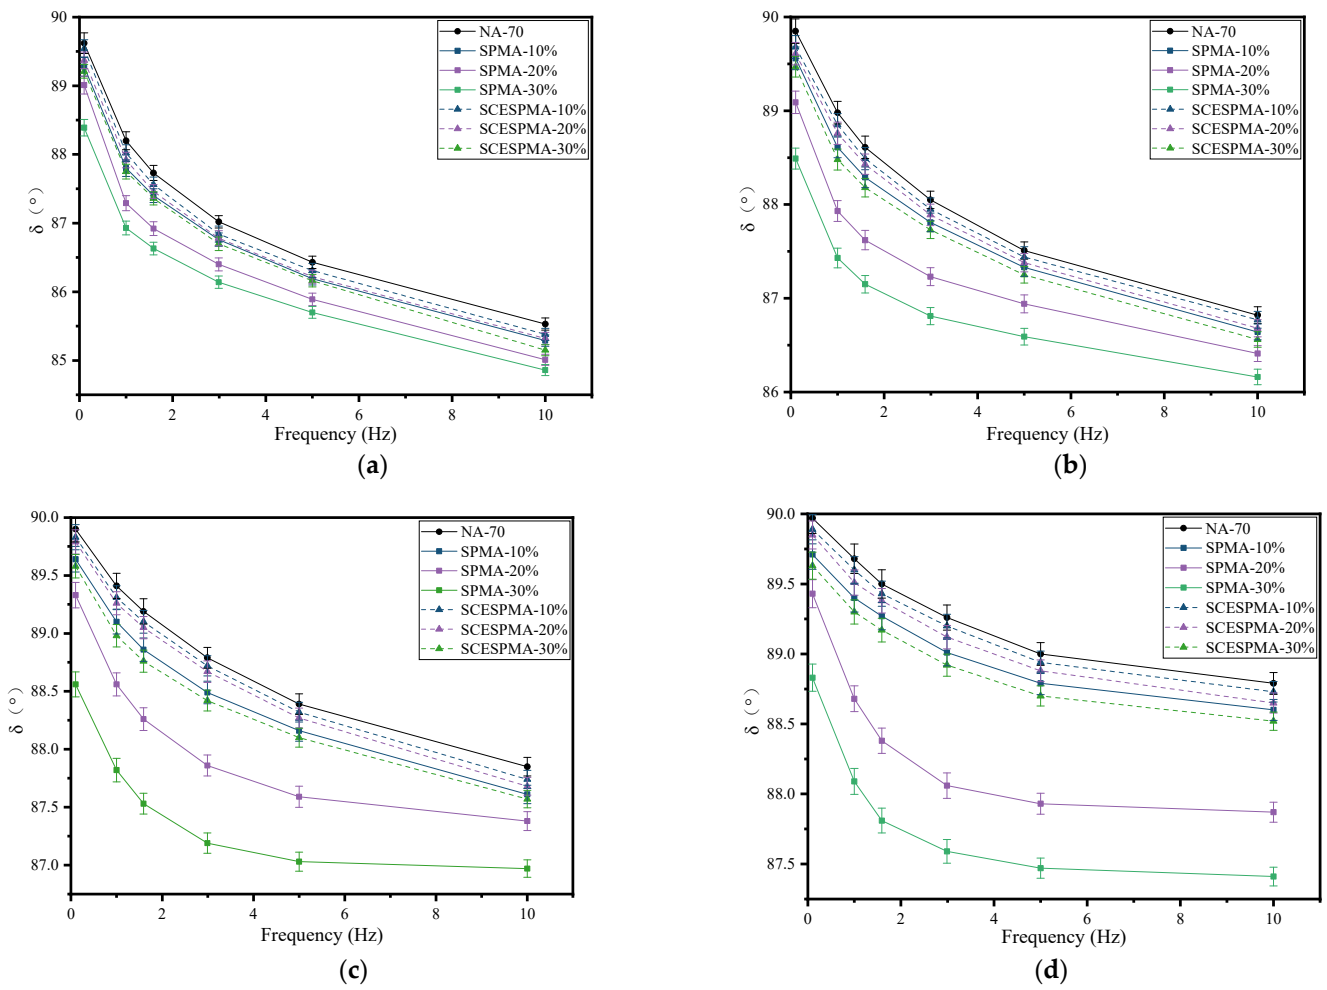 90
89
88
87
86
85
0
2
4
6
8
10
δ (°)
Frequency (Hz)
NA-70
SPMA-10%
SPMA-20%
SPMA-30%
SCESPMA-10%
SCESPMA-20%
SCESPMA-30%
(a)
90
89
88
87
86
0
2
4
6
8
10
δ (°)
Frequency (Hz)
NA-70
SPMA-10%
SPMA-20%
SPMA-30%
SCESPMA-10%
SCESPMA-20%
SCESPMA-30%
(b)
90.0
89.5
89.0
88.5
88.0
87.5
87.0
0
2
4
6
8
10
δ (°)
Frequency (Hz)
NA-70
SPMA-10%
SPMA-20%
SPMA-30%
SCESPMA-10%
SCESPMA-20%
SCESPMA-30%
(c)
90.0
89.5
89.0
88.5
88.0
87.5
0
2
4
6
8
10
δ (°)
Frequency (Hz)
NA-70
SPMA-10%
SPMA-20%
SPMA-30%
SCESPMA-10%
SCESPMA-20%
SCESPMA-30%
(d)